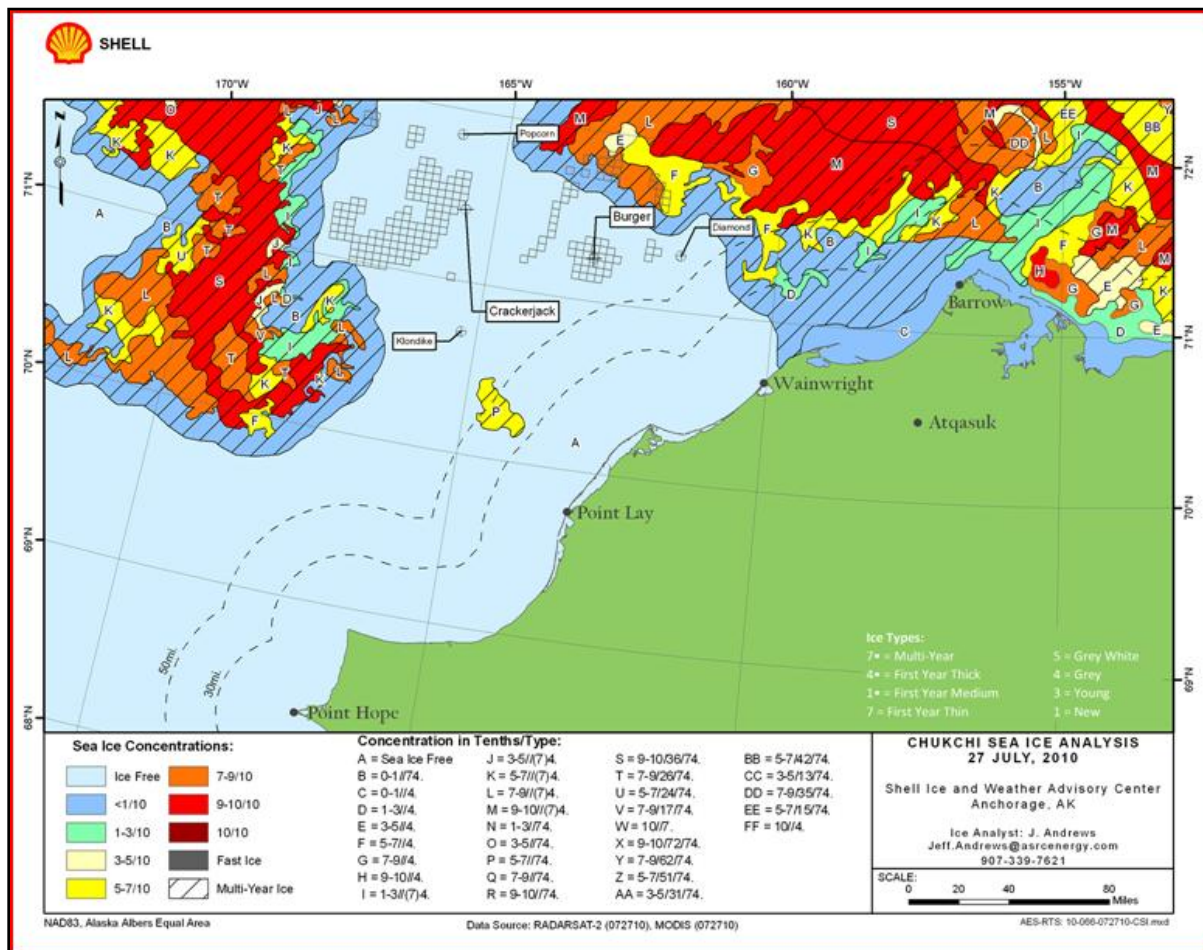 SHELL
170°W
165°W
160°W
155°W
71°N
70°N
69°N
68°N
72°N
71°N
70°N
69°N
N
Popcorn
Burger
Diamond
Crackerjack
Klondike
Barrow
Wainwright
Atqasuk
Point Lay
Point Hope
50mi.
30mi.
A
B
C
D
E
F
G
H
I
J
K
L
M
O
P
S
T
U
V
BB
DD
EE
Y
Ice Types:
7• = Multi-Year
4• = First Year Thick
1• = First Year Medium
7 = First Year Thin
5 = Grey White
4 = Grey
3 = Young
1 = New
Sea Ice Concentrations:
Ice Free
<1/10
1-3/10
3-5/10
5-7/10
7-9/10
9-10/10
10/10
Fast Ice
Multi-Year Ice
Concentration in Tenths/Type:
A = Sea Ice Free
B = 0-1//74.
C = 0-1//4.
D = 1-3//4.
E = 3-5//4.
F = 5-7//4.
G = 7-9//4.
H = 9-10//4.
I = 1-3//(7)4.
J = 3-5//(7)4.
K = 5-7//(7)4.
L = 7-9//(7)4.
M = 9-10//(7)4.
N = 1-3//74.
O = 3-5//74.
P = 5-7//74.
Q = 7-9//74.
R = 9-10//74.
S = 9-10/36/74.
T = 7-9/26/74.
U = 5-7/24/74.
V = 7-9/17/74.
W = 10//7.
X = 9-10/72/74.
Y = 7-9/62/74.
Z = 5-7/51/74.
AA = 3-5/31/74.
BB = 5-7/42/74.
CC = 3-5/13/74.
DD = 7-9/35/74.
EE = 5-7/15/74.
FF = 10//4.
CHUKCHI SEA ICE ANALYSIS
27 JULY, 2010
Shell Ice and Weather Advisory Center
Anchorage, AK
Ice Analyst: J. Andrews
Jeff.Andrews@asrcenergy.com
907-339-7621
SCALE:
0 20 40 80
Miles
NAD83, Alaska Albers Equal Area
Data Source: RADARSAT-2 (072710), MODIS (072710)
AES-RTS: 10-066-072710-CSI.mxd